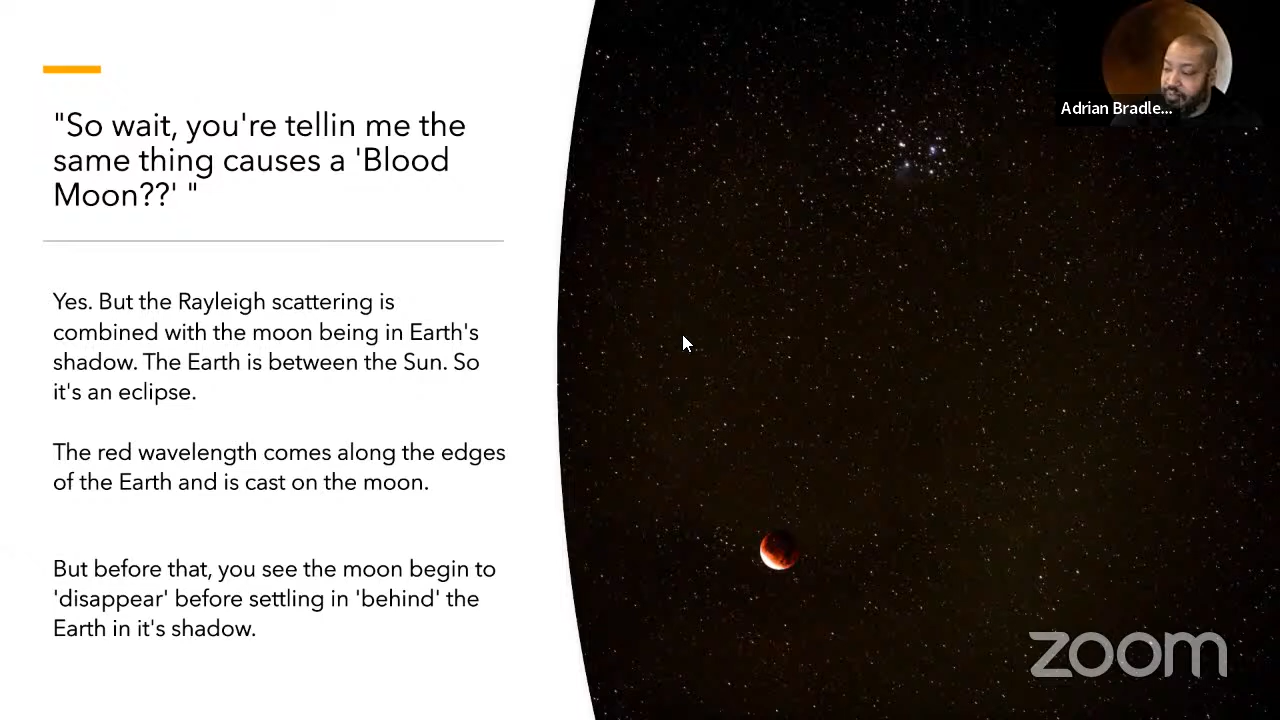 "So wait, you're tellin me the
same thing causes a 'Blood
Moon??' "
Yes. But the Rayleigh scattering is
combined with the moon being in Earth's
shadow. The Earth is between the Sun. So
it's an eclipse.
The red wavelength comes along the edges
of the Earth and is cast on the moon.
But before that, you see the moon begin to
'disappear' before settling in 'behind' the
Earth in it's shadow.
Adrian Bradle...
zoom